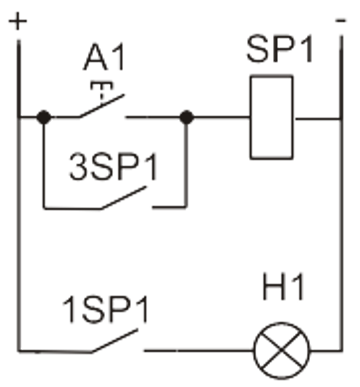 + -
A1 SP1
3SP1
1SP1 H1